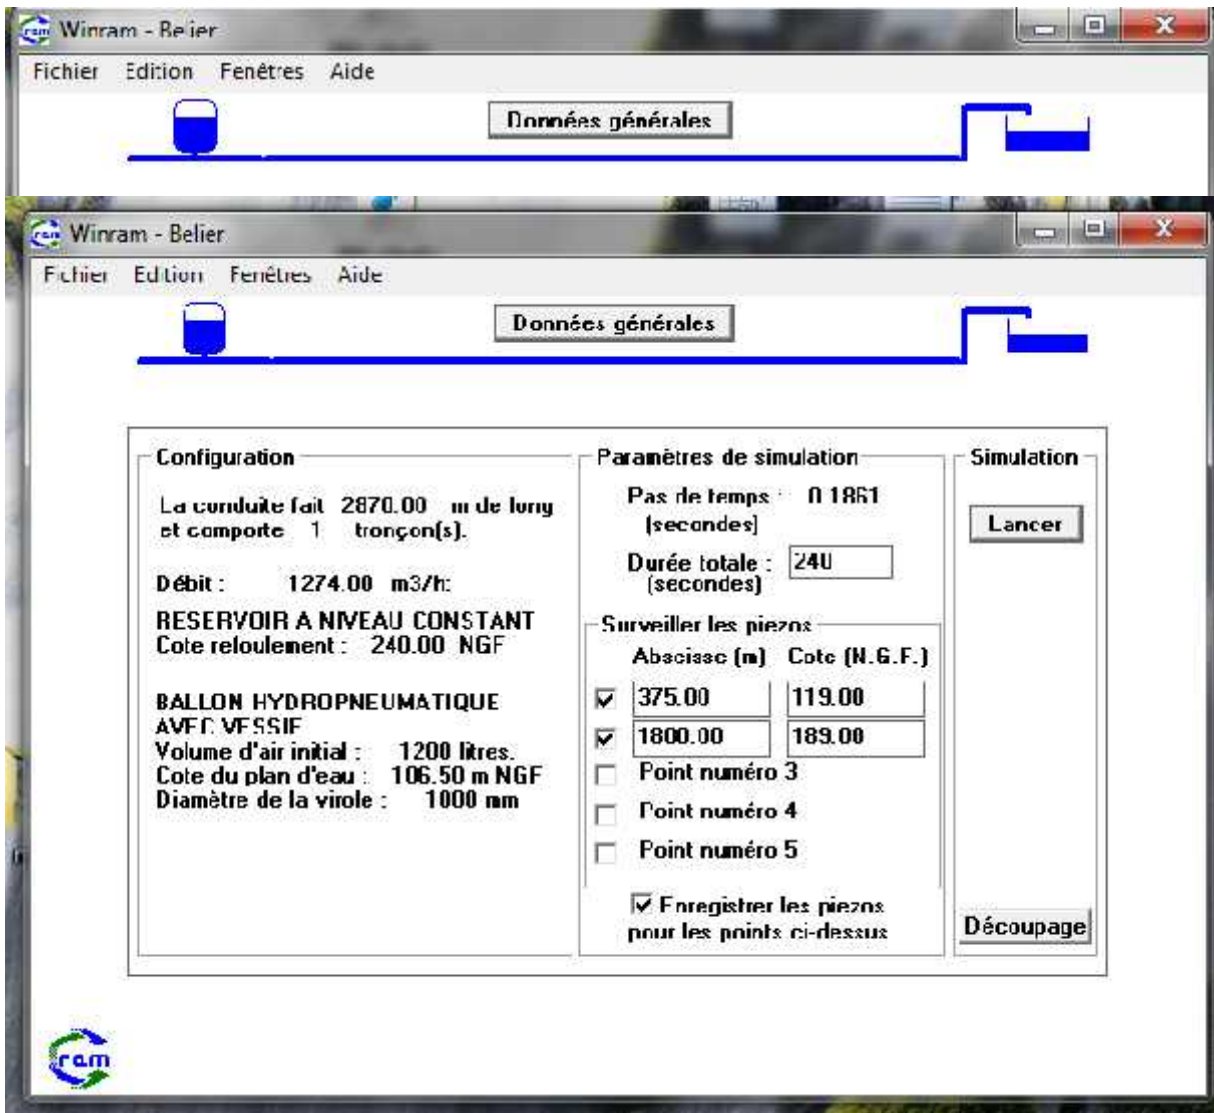 Winram - Belier
Fichier Edition Fenêtres Aide
Données générales
Winram - Belier
Fichier Edition Fenêtres Aide
Données générales
Configuration
La conduite fait 2870.00 m de long
et comporte 1 tronçon(s).
Débit : 1274.00 m3/h:
RESERVOIR A NIVEAU CONSTANT
Cote refoulement : 240.00 NGF
BALLON HYDROPNEUMATIQUE
AVEC VESSIE
Volume d'air initial : 1200 litres.
Cote du plan d'eau : 106.50 m NGF
Diamètre de la virole : 1000 mm
Paramètres de simulation
Pas de temps : 0.1861
(secondes)
Durée totale : 240
(secondes)
Surveiller les piezos
Abscisse (m) Cote (N.G.F.)
375.00 119.00
1800.00 189.00
Point numéro 3
Point numéro 4
Point numéro 5
Enregistrer les piezos
pour les points ci-dessus
Simulation
Lancer
Découpage
ram